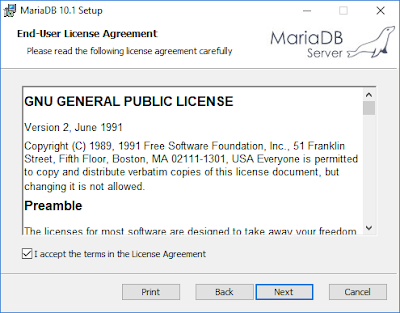 MariaDB 10.1 Setup
End-User License Agreement
Please read the following license agreement carefully
MariaDB
Server
GNU GENERAL PUBLIC LICENSE
Version 2, June 1991
Copyright (C) 1989, 1991 Free Software Foundation, Inc., 51 Franklin
Street, Fifth Floor, Boston, MA 02111-1301, USA Everyone is permitted
to copy and distribute verbatim copies of this license document, but
changing it is not allowed.
Preamble
The licenses for most software are designed to take away your freedom
I accept the terms in the License Agreement
Print
Back
Next
Cancel